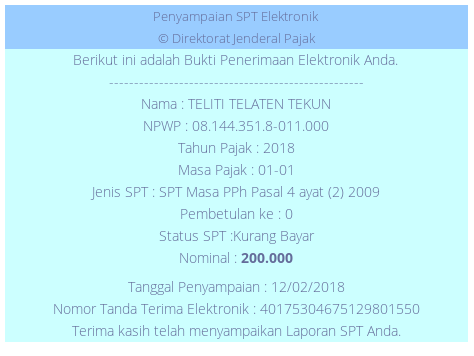 Penyampaian SPT Elektronik
© Direktorat Jenderal Pajak
Berikut ini adalah Bukti Penerimaan Elektronik Anda.
---------------------------------------------------
Nama : TELITI TELATEN TEKUN
NPWP : 08.144.351.8-011.000
Tahun Pajak : 2018
Masa Pajak : 01-01
Jenis SPT : SPT Masa PPh Pasal 4 ayat (2) 2009
Pembetulan ke : 0
Status SPT :Kurang Bayar
Nominal : 200.000
Tanggal Penyampaian : 12/02/2018
Nomor Tanda Terima Elektronik : 40175304675129801550
Terima kasih telah menyampaikan Laporan SPT Anda.